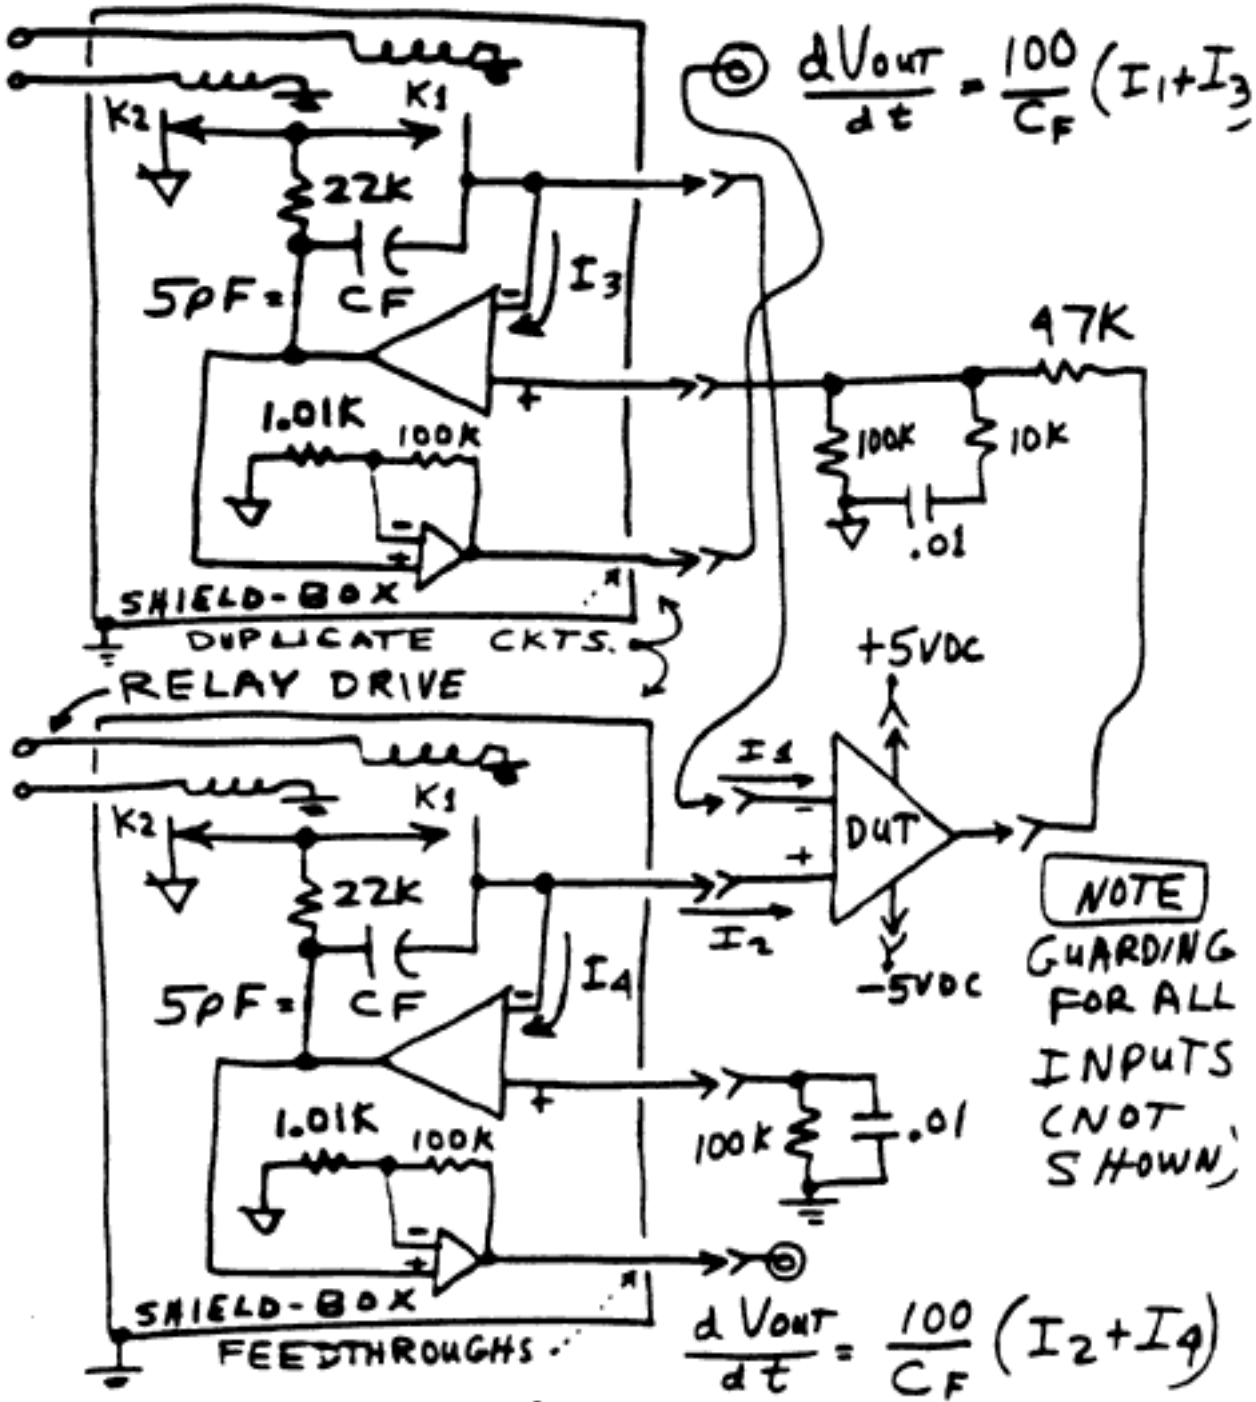 dVout/dt = 100/CF (I1+I3)
K1
K2
22K
5pF =
CF
I3
-
+
47K
1.01K
100K
100K
10K
.01
-
+
SHIELD-BOX
*
DUPLICATE CKTS.
RELAY DRIVE
+5VDC
K1
K2
I1
-
DUT
+
I2
22K
5pF =
CF
I4
-
+
-5VDC
NOTE
GUARDING
FOR ALL
INPUTS
(NOT
SHOWN)
1.01K
100K
100K
.01
-
+
SHIELD-BOX
*
FEEDTHROUGHS
dVout/dt = 100/CF (I2+I4)